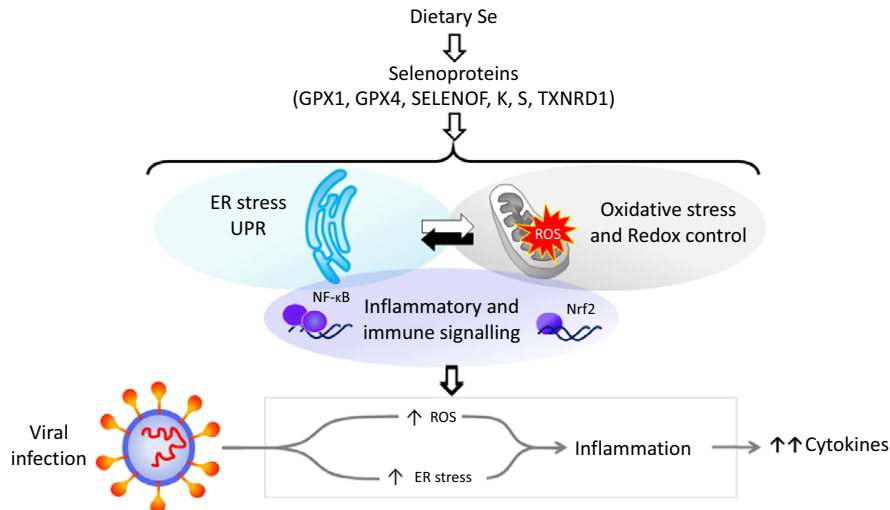 Dietary Se
Selenoproteins
(GPX1, GPX4, SELENOF, K, S, TXNRD1)
ER stress
UPR
ROS
Oxidative stress
and Redox control
NF-κB
Inflammatory and
immune signalling
Nrf2
Viral
infection
↑ ROS
↑ ER stress
Inflammation
↑↑ Cytokines